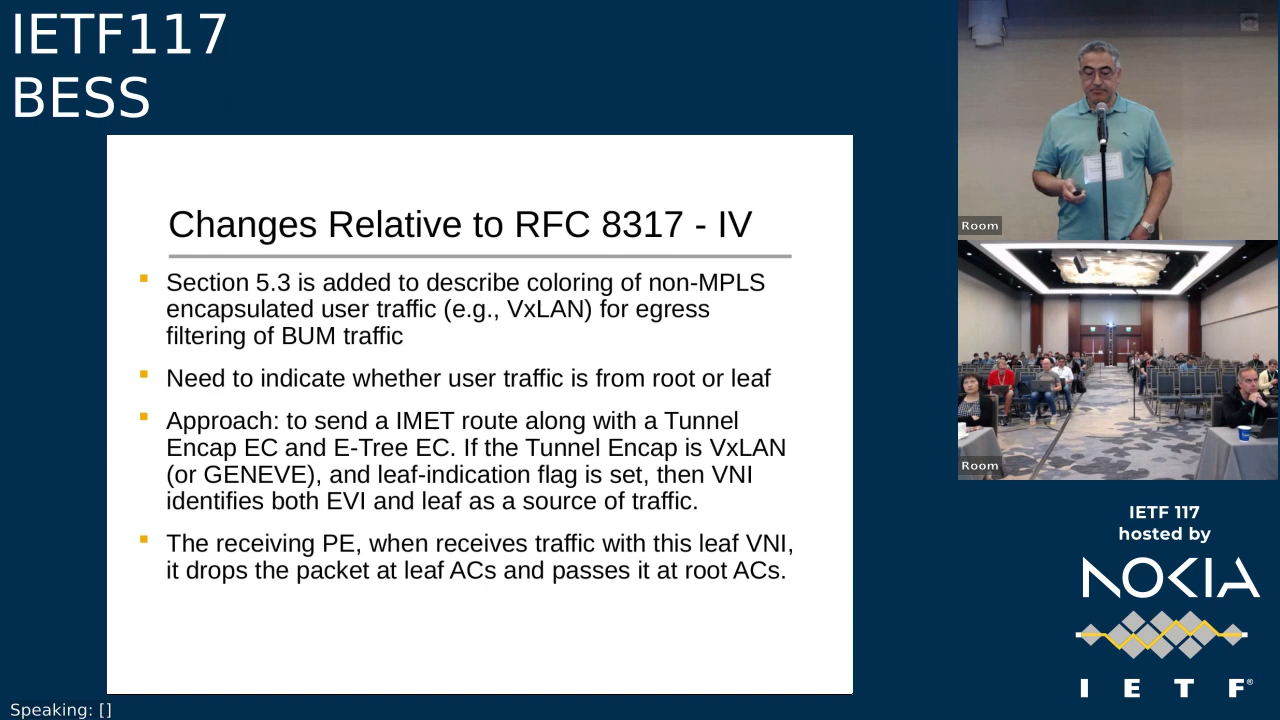 IETF117
BESS
Changes Relative to RFC 8317 - IV
Section 5.3 is added to describe coloring of non-MPLS
encapsulated user traffic (e.g., VxLAN) for egress
filtering of BUM traffic
Need to indicate whether user traffic is from root or leaf
Approach: to send a IMET route along with a Tunnel
Encap EC and E-Tree EC. If the Tunnel Encap is VxLAN
(or GENEVE), and leaf-indication flag is set, then VNI
identifies both EVI and leaf as a source of traffic.
The receiving PE, when receives traffic with this leaf VNI,
it drops the packet at leaf ACs and passes it at root ACs.
Room
Room
IETF 117
hosted by
NOKIA
I E T F®
Speaking: []